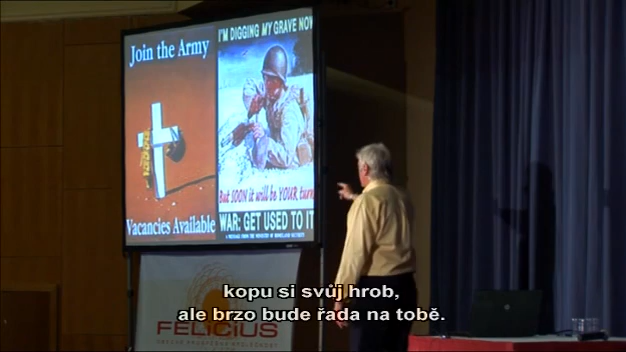 Join the Army
Vacancies Available
I'M DIGGING MY GRAVE NOW
But SOON it will be YOUR turn
WAR: GET USED TO IT
FELICIUS
kopu si svůj hrob,
ale brzo bude řada na tobě.